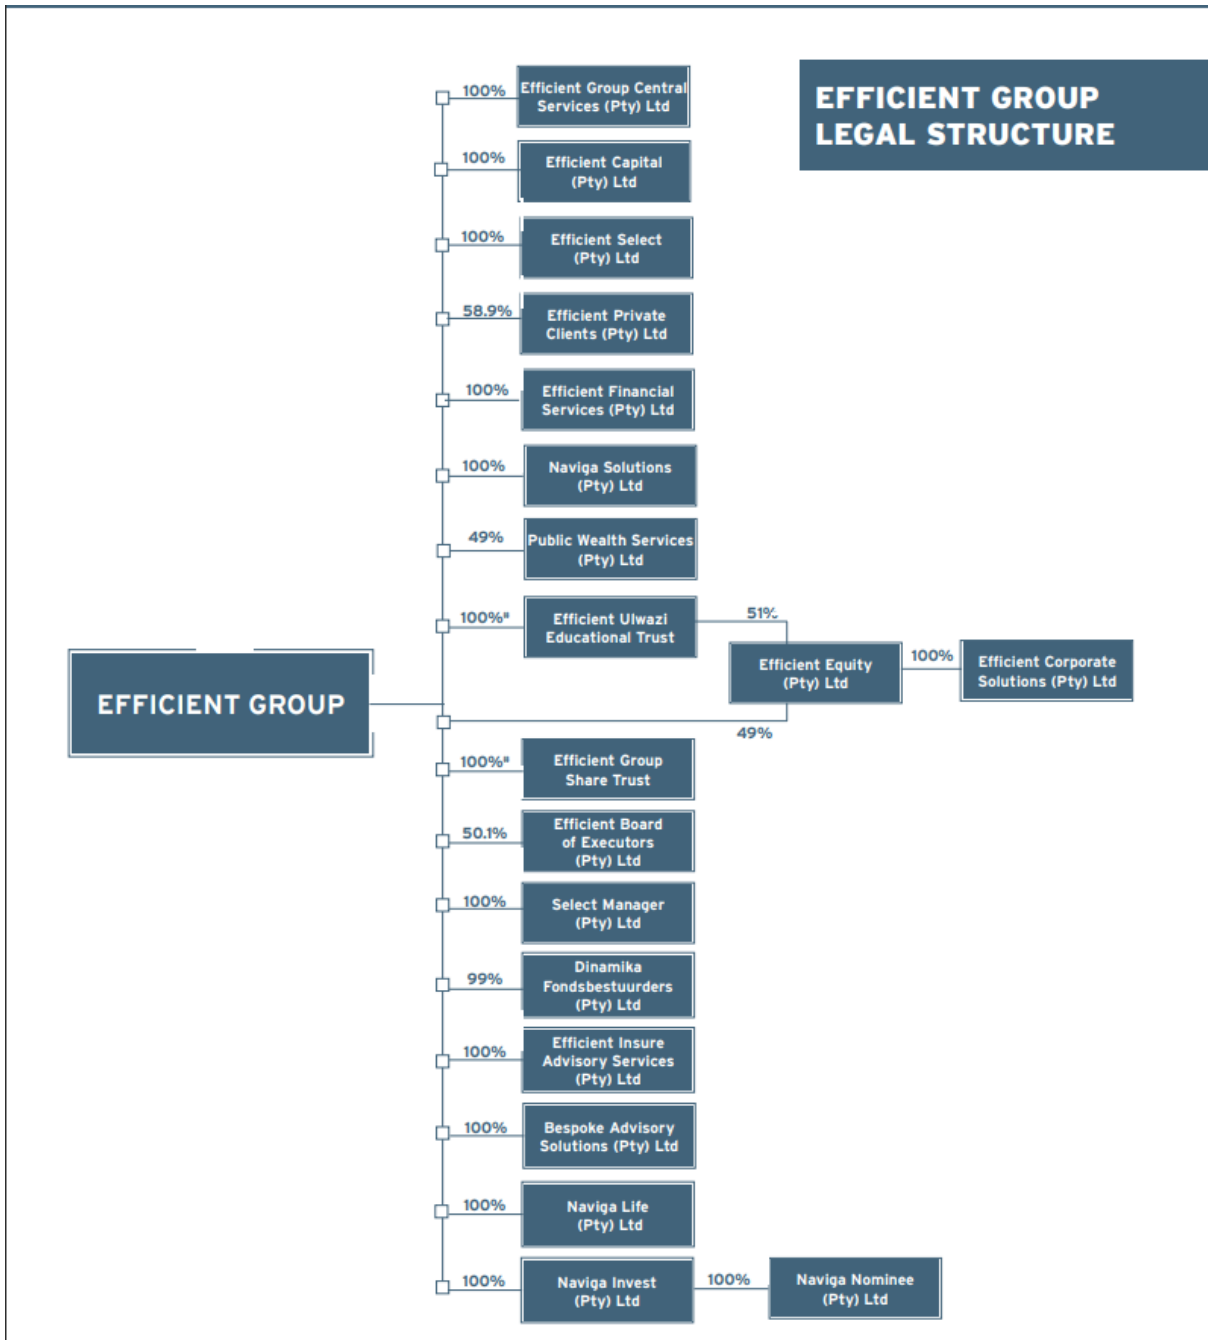 EFFICIENT GROUP
LEGAL STRUCTURE
100%
Efficient Group Central
Services (Pty) Ltd
100%
Efficient Capital
(Pty) Ltd
100%
Efficient Select
(Pty) Ltd
58.9%
Efficient Private
Clients (Pty) Ltd
100%
Efficient Financial
Services (Pty) Ltd
100%
Naviga Solutions
(Pty) Ltd
49%
Public Wealth Services
(Pty) Ltd
100%#
Efficient Ulwazi
Educational Trust
51%
Efficient Equity
(Pty) Ltd
100%
Efficient Corporate
Solutions (Pty) Ltd
EFFICIENT GROUP
49%
100%#
Efficient Group
Share Trust
50.1%
Efficient Board
of Executors
(Pty) Ltd
100%
Select Manager
(Pty) Ltd
99%
Dinamika
Fondsbestuurders
(Pty) Ltd
100%
Efficient Insure
Advisory Services
(Pty) Ltd
100%
Bespoke Advisory
Solutions (Pty) Ltd
100%
Naviga Life
(Pty) Ltd
100%
Naviga Invest
(Pty) Ltd
100%
Naviga Nominee
(Pty) Ltd